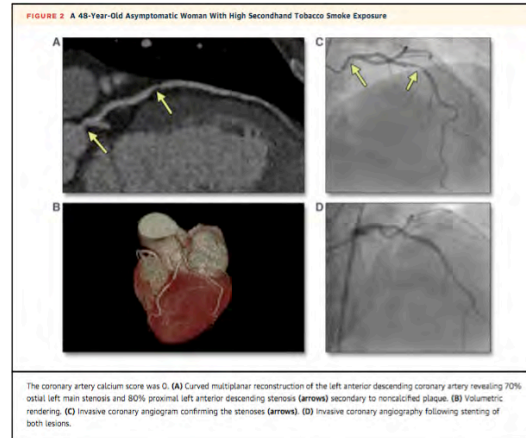 FIGURE 2 A 48-Year-Old Asymptomatic Woman With High Secondhand Tobacco Smoke Exposure
A
C
B
D
The coronary artery calcium score was 0. (A) Curved multiplanar reconstruction of the left anterior descending coronary artery revealing 70%
ostial left main stenosis and 80% proximal left anterior descending stenosis (arrows) secondary to noncalcified plaque. (B) Volumetric
rendering. (C) Invasive coronary angiogram confirming the stenoses (arrows). (D) Invasive coronary angiography following stenting of
both lesions.